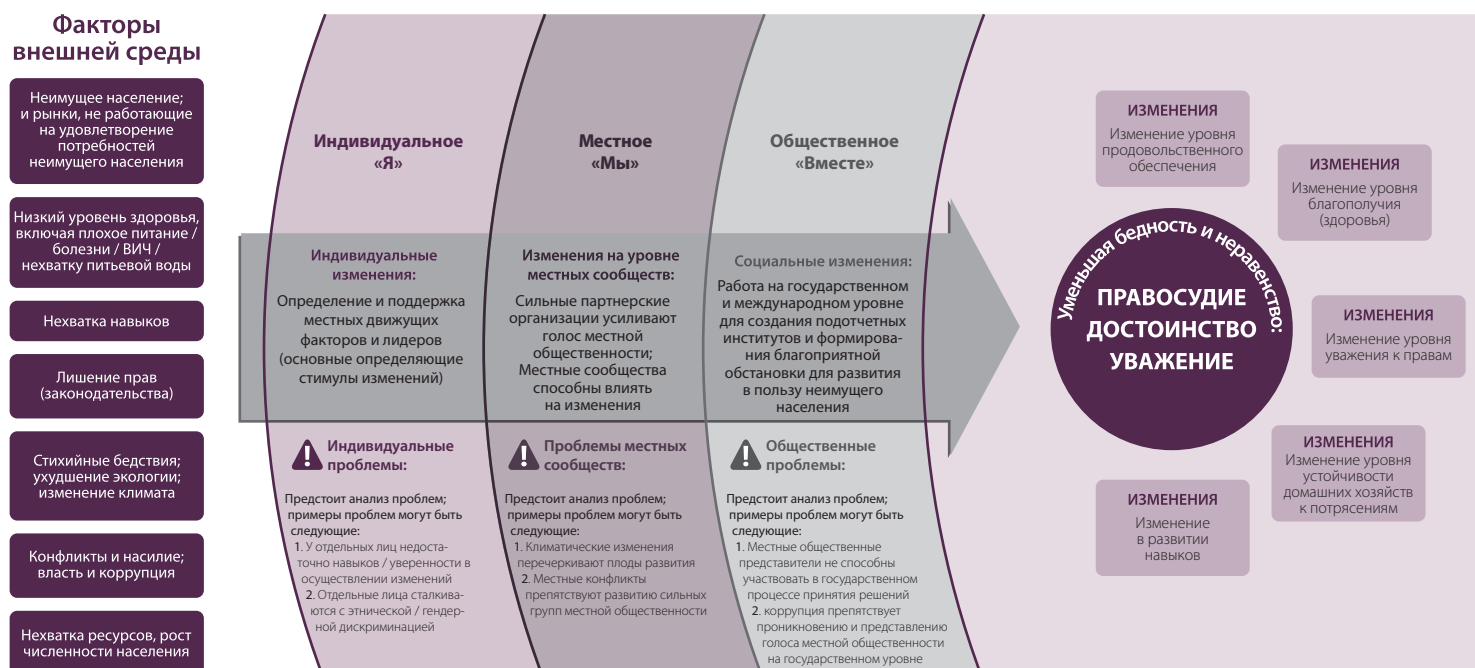 Факторы
внешней среды
Неимущее население;
и рынки, не работающие
на удовлетворение
потребностей
неимущего населения
Низкий уровень здоровья,
включая плохое питание /
болезни / ВИЧ /
нехватку питьевой воды
Нехватка навыков
Лишение прав
(законодательства)
Стихийные бедствия;
ухудшение экологии;
изменение климата
Конфликты и насилие;
власть и коррупция
Нехватка ресурсов, рост
численности населения
Индивидуальное
«Я»
Индивидуальные
изменения:
Определение и поддержка
местных движущих
факторов и лидеров
(основные определяющие
стимулы изменений)
Индивидуальные
проблемы:
Предстоит анализ проблем;
примеры проблем могут быть
следующие:
1. У отдельных лиц недоста-
точно навыков / уверенности в
осуществлении изменений
2. Отдельные лица сталкива-
ются с этнической / гендер-
ной дискриминацией
Местное
«Мы»
Изменения на уровне
местных сообществ:
Сильные партнерские
организации усиливают
голос местной
общественности;
Местные сообщества
способны влиять
на изменения
Проблемы местных
сообществ:
Предстоит анализ проблем;
примеры проблем могут быть
следующие:
1. Климатические изменения
перечеркивают плоды развития
2. Местные конфликты
препятствуют развитию сильных
групп местной общественности
Общественное
«Вместе»
Социальные изменения:
Работа на государственном
и международном уровне
для создания подотчетных
институтов и формирова-
ния благоприятной
обстановки для развития
в пользу неимущего
населения
Общественные
проблемы:
Предстоит анализ проблем;
примеры проблем могут быть
следующие:
1. Местные общественные
представители не способны
участвовать в государственном
процессе принятия решений
2. коррупция препятствует
проникновению и представлению
голоса местной общественности
на государственном уровне
Уменьшая бедность и неравенство:
ПРАВОСУДИЕ
ДОСТОИНСТВО
УВАЖЕНИЕ
ИЗМЕНЕНИЯ
Изменение уровня
продовольственного
обеспечения
ИЗМЕНЕНИЯ
Изменение уровня
благополучия
(здоровья)
ИЗМЕНЕНИЯ
Изменение уровня
уважения к правам
ИЗМЕНЕНИЯ
Изменение уровня
устойчивости
домашних хозяйств
к потрясениям
ИЗМЕНЕНИЯ
Изменение
в развитии
навыков